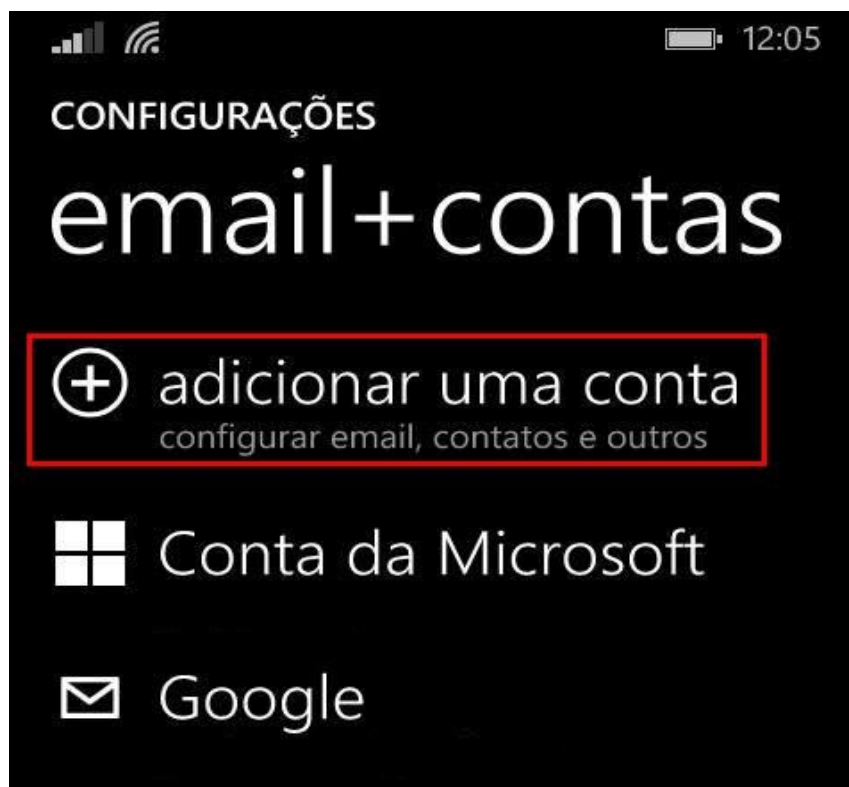 12:05
CONFIGURAÇÕES
email+contas
adicionar uma conta
configurar email, contatos e outros
Conta da Microsoft
Google